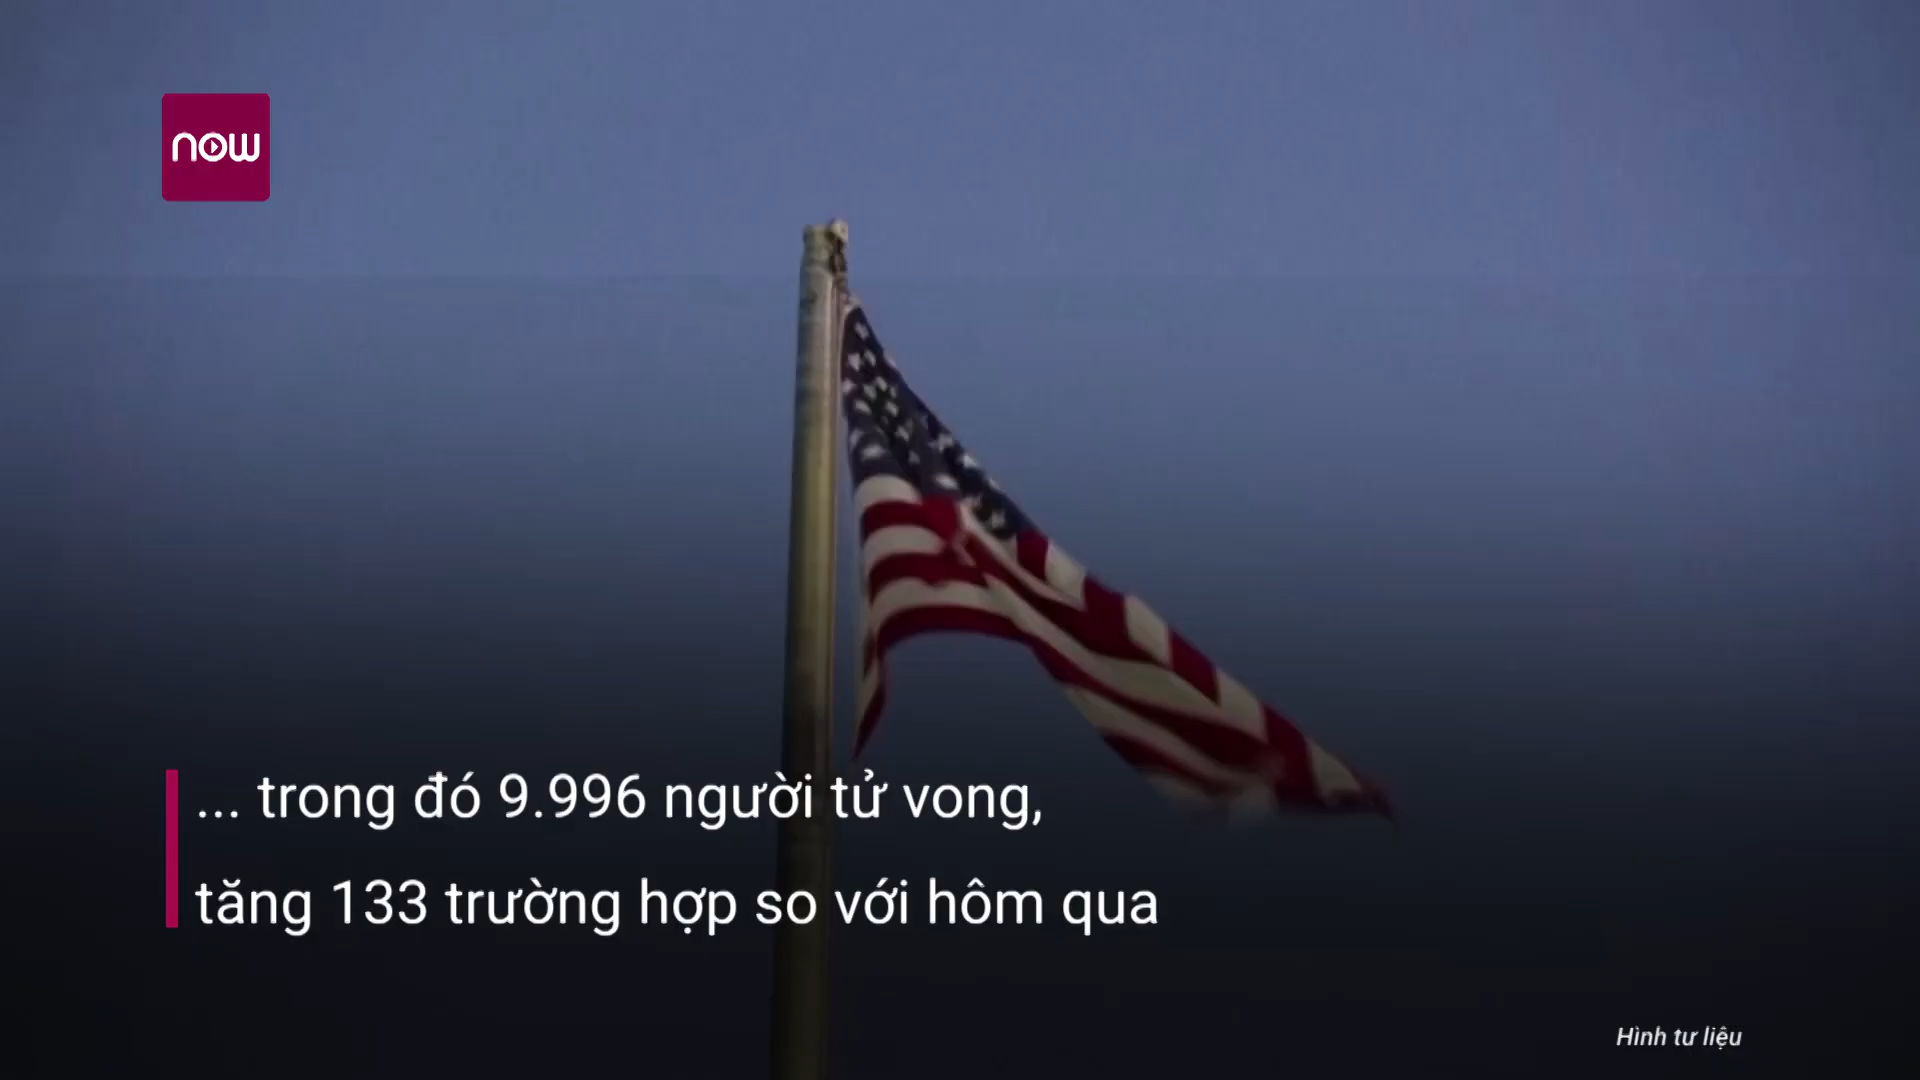 now
... trong đó 9.996 người tử vong,
tăng 133 trường hợp so với hôm qua
Hình tư liệu